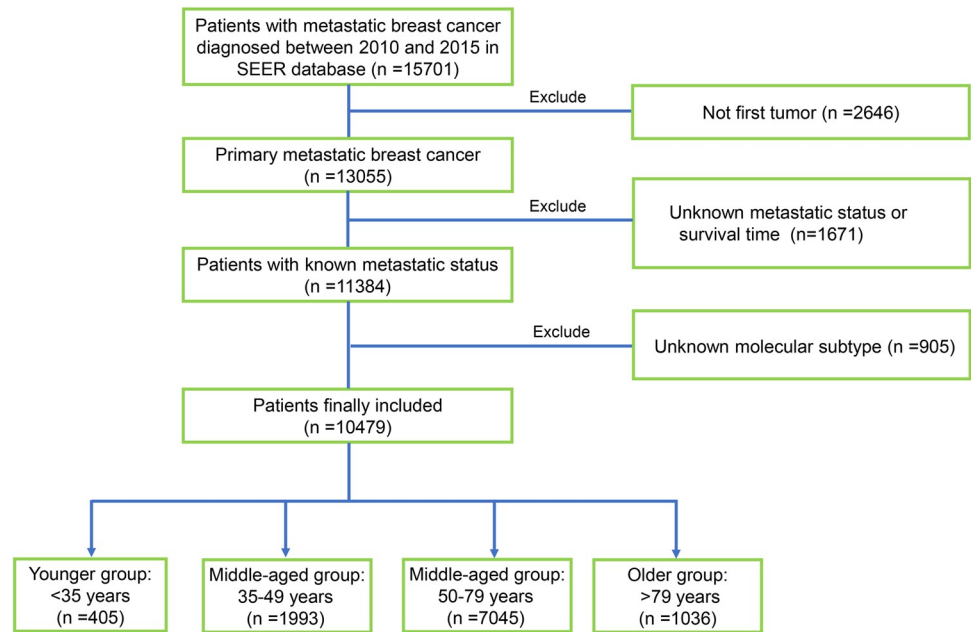 Patients with metastatic breast cancer
diagnosed between 2010 and 2015 in
SEER database (n =15701)
Exclude
Not first tumor (n =2646)
Primary metastatic breast cancer
(n =13055)
Exclude
Unknown metastatic status or
survival time (n=1671)
Patients with known metastatic status
(n =11384)
Exclude
Unknown molecular subtype (n =905)
Patients finally included
(n =10479)
Younger group:
<35 years
(n =405)
Middle-aged group:
35-49 years
(n =1993)
Middle-aged group:
50-79 years
(n =7045)
Older group:
>79 years
(n =1036)